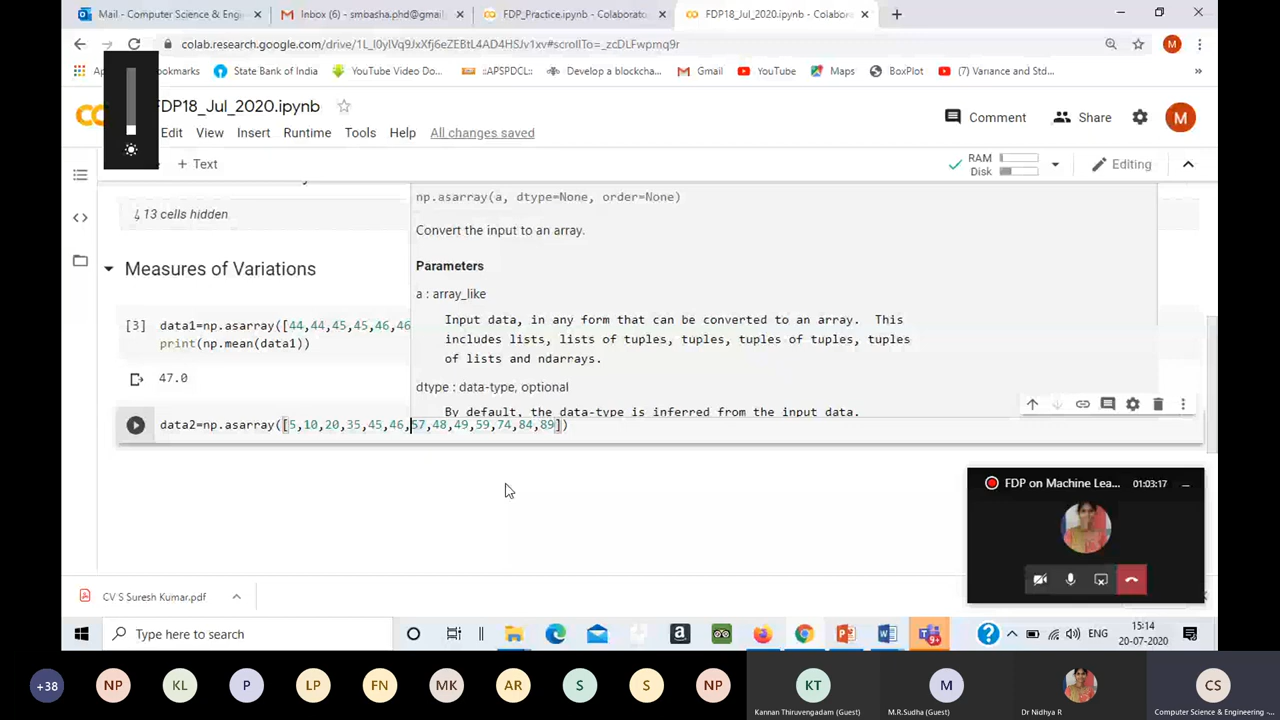 Mail - Computer Science & Engi
Inbox (6) - smbasha.phd@gmail
FDP_Practice.ipynb - Colaborato
FDP18_Jul_2020.ipynb - Colabora
colab.research.google.com/drive/1L_I0ylVq9JxXfj6eZEBtL4AD4HSJv1xv#scrollTo=_zcDLFwpmq9r
M
Ap
okmarks
State Bank of India
YouTube Video Do...
::APSPDCL::
Develop a blockcha...
Gmail
YouTube
Maps
BoxPlot
(7) Variance and Std...
»
FDP18_Jul_2020.ipynb
Comment
Share
M
Edit View Insert Runtime Tools Help All changes saved
+ Text
RAM
Disk
Editing
np.asarray(a, dtype=None, order=None)
13 cells hidden
Convert the input to an array.
Measures of Variations
Parameters
a : array_like
[3] data1=np.asarray([44,44,45,45,46,46
print(np.mean(data1))
Input data, in any form that can be converted to an array. This
includes lists, lists of tuples, tuples, tuples of tuples, tuples
of lists and ndarrays.
47.0
dtype : data-type, optional
By default, the data-type is inferred from the input data.
data2=np.asarray([5,10,20,35,45,46,57,48,49,59,74,84,89])
FDP on Machine Lea...
01:03:17
CV S Suresh Kumar.pdf
Type here to search
a
9+
ENG
15:14
20-07-2020
+38
NP
KL
P
LP
FN
MK
AR
S
S
NP
KT
Kannan Thiruvengadam (Guest)
M
M.R.Sudha (Guest)
Dr Nidhya R
CS
Computer Science & Engineering -...